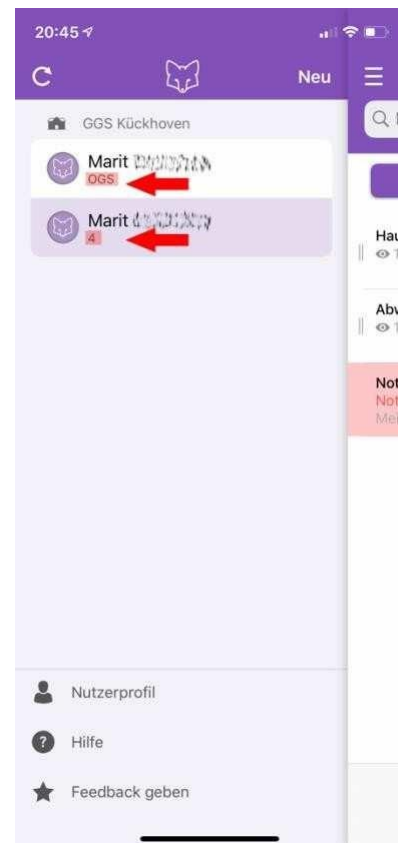 20:45
Neu
GGS Kückhoven
Marit
OGS
Marit
4
Nutzerprofil
Hilfe
Feedback geben